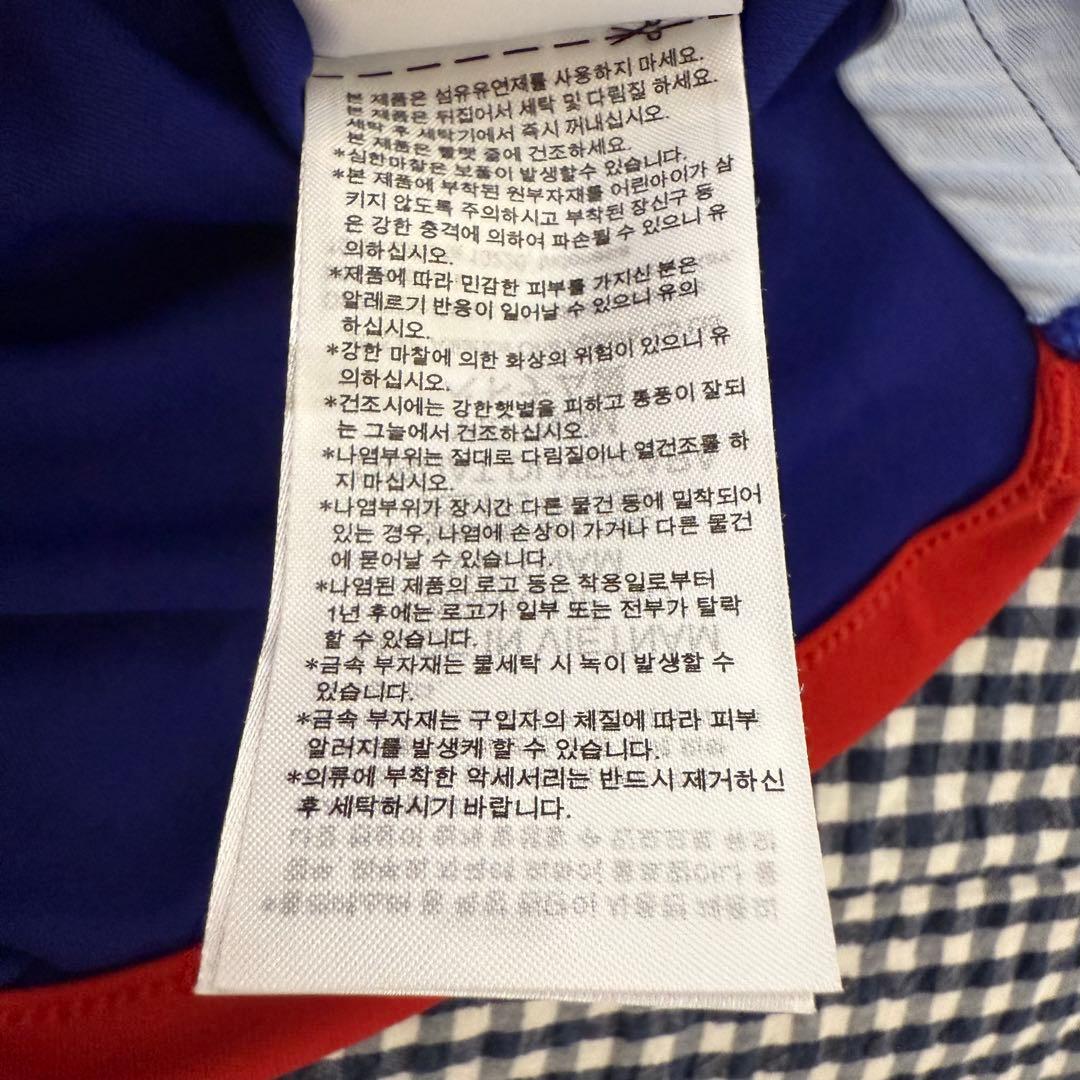 본 제품은 섬유유연제를 사용하지 마세요.
본 제품은 뒤집어서 세탁 및 다림질 하세요.
세탁 후 세탁기에서 즉시 꺼내십시오.
본 제품은 뺄랫 줄에 건조하세요.
*심한마찰은 보풀이 발생할수 있습니다.
*본 제품에 부착된 원부자재를 어린아이가 삼
키지 않도록 주의하시고 부착된 장신구 등
은 강한 충격에 의하여 파손될 수 있으니 유
의하십시오.
*제품에 따라 민감한 피부를 가지신 분은
알레르기 반응이 일어날 수 있으니 유의
하십시오.
*강한 마찰에 의한 화상의 위험이 있으니 유
의하십시오.
*건조시에는 강한햇볕을 피하고 통풍이 잘되
는 그늘에서 건조하십시오.
*나염부위는 절대로 다림질이나 열건조를 하
지 마십시오.
*나염부위가 장시간 다른 물건 등에 밀착되어
있는 경우, 나염에 손상이 가거나 다른 물건
에 묻어날 수 있습니다.
*나염된 제품의 로고 등은 착용일로부터
1년 후에는 로고가 일부 또는 전부가 탈락
할 수 있습니다.
IN VIETNAM
*금속 부자재는 물세탁 시 녹이 발생할 수
있습니다.
*금속 부자재는 구입자의 체질에 따라 피부
알러지를 발생케 할 수 있습니다.
*의류에 부착한 악세서리는 반드시 제거하신
후 세탁하시기 바랍니다.